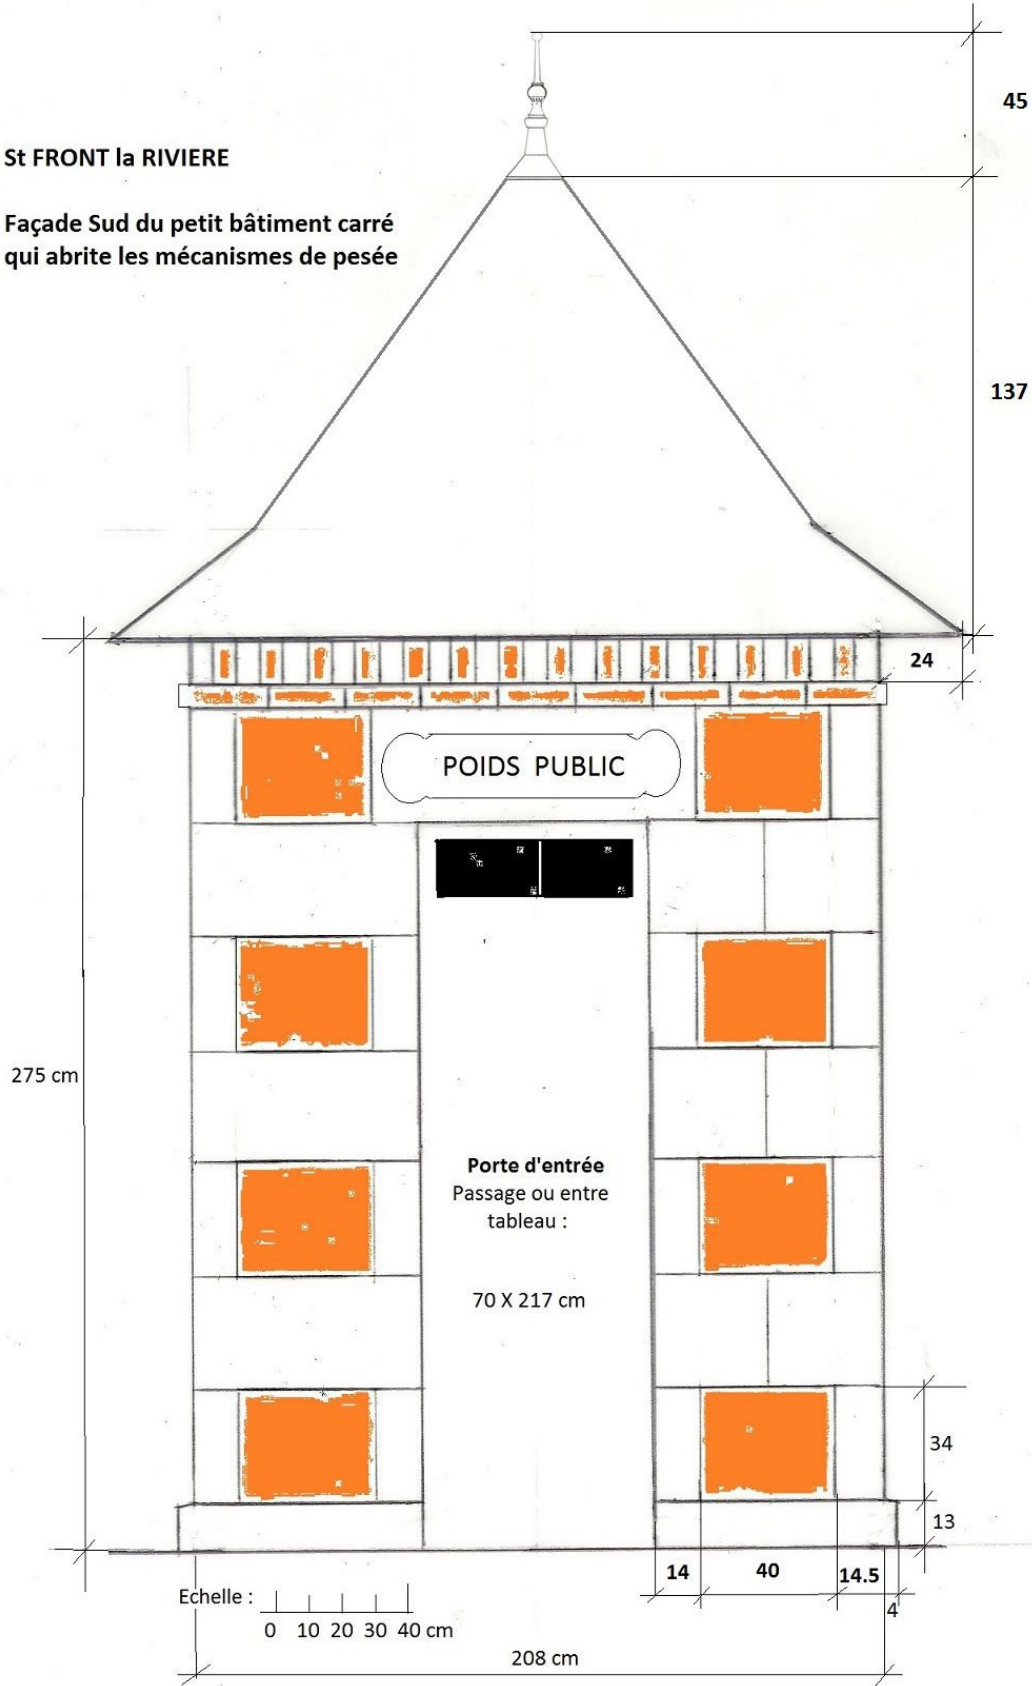 45
St FRONT la RIVIERE
Façade Sud du petit bâtiment carré
qui abrite les mécanismes de pesée
137
24
POIDS PUBLIC
275 cm
Porte d'entrée
Passage ou entre
tableau :
70 X 217 cm
34
13
14
40
14.5
4
Echelle :
0 10 20 30 40 cm
208 cm